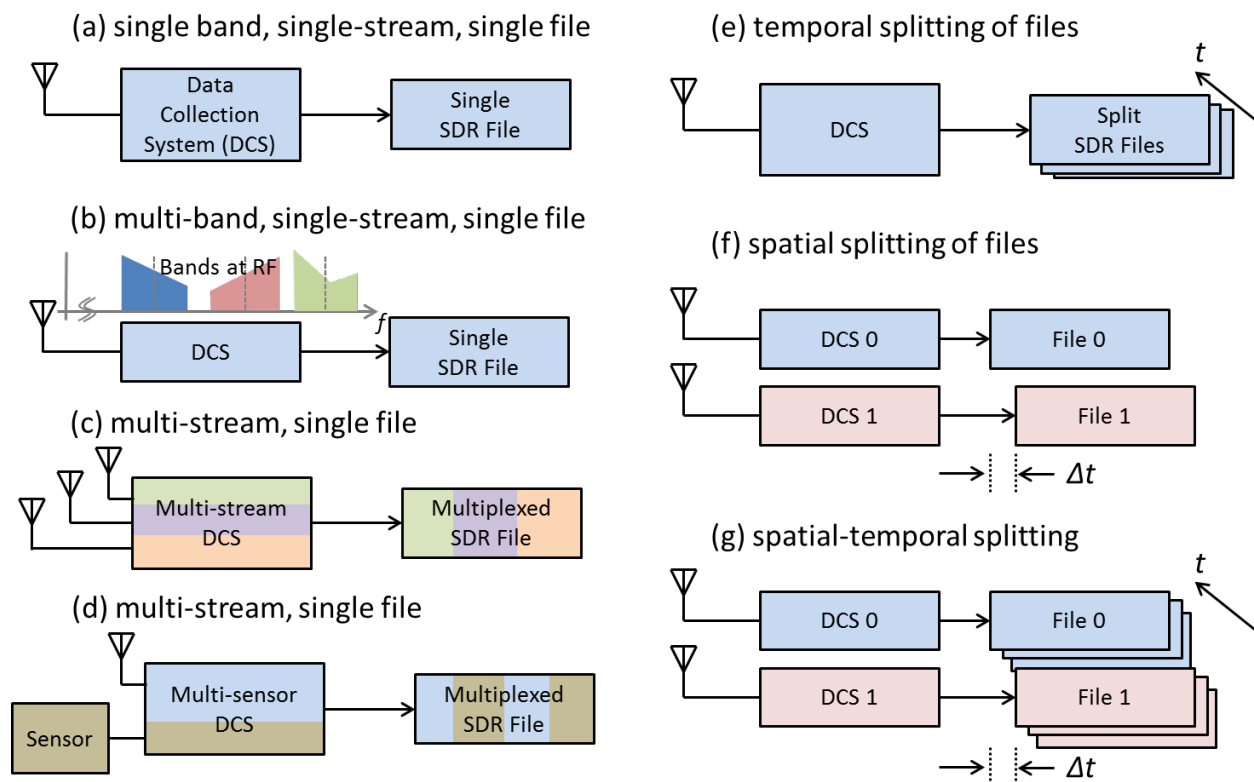 (a) single band, single-stream, single file
Data
Collection
System (DCS)
Single
SDR File
(b) multi-band, single-stream, single file
Bands at RF
f
DCS
Single
SDR File
(c) multi-stream, single file
Multi-stream
DCS
Multiplexed
SDR File
(d) multi-stream, single file
Multi-sensor
DCS
Sensor
Multiplexed
SDR File
(e) temporal splitting of files
t
DCS
Split
SDR Files
(f) spatial splitting of files
DCS 0
File 0
DCS 1
File 1
Δt
(g) spatial-temporal splitting
t
DCS 0
File 0
DCS 1
File 1
Δt